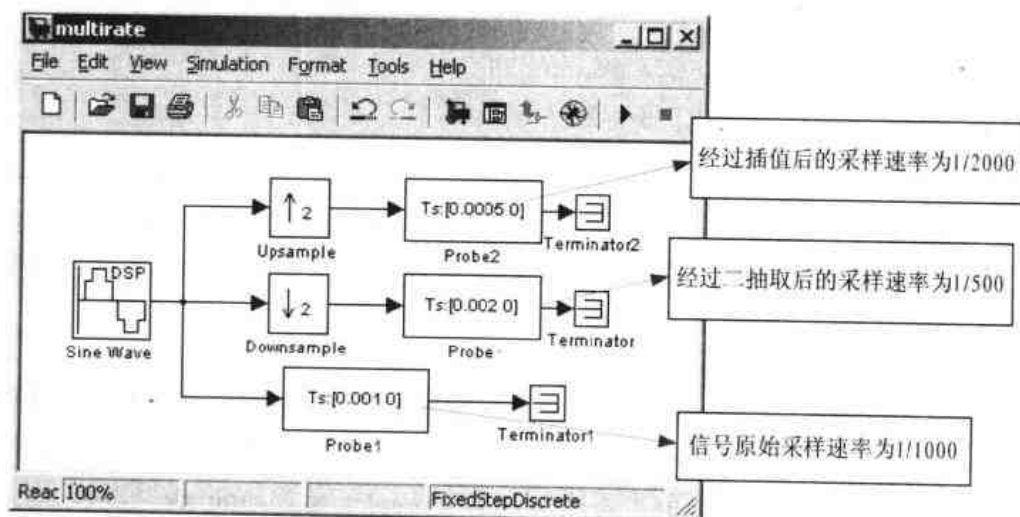 multirate
File Edit View Simulation Format Tools Help
经过插值后的采样速率为1/2000
↑2
Ts:[0.0005 0]
Upsample
Probe2
Terminator2
DSP
Sine Wave
经过二抽取后的采样速率为1/500
↓2
Ts:[0.002 0]
Downsample
Probe
Terminator
Ts:[0.001 0]
Probe1
Terminator1
信号原始采样速率为1/1000
Reac 100%
FixedStepDiscrete